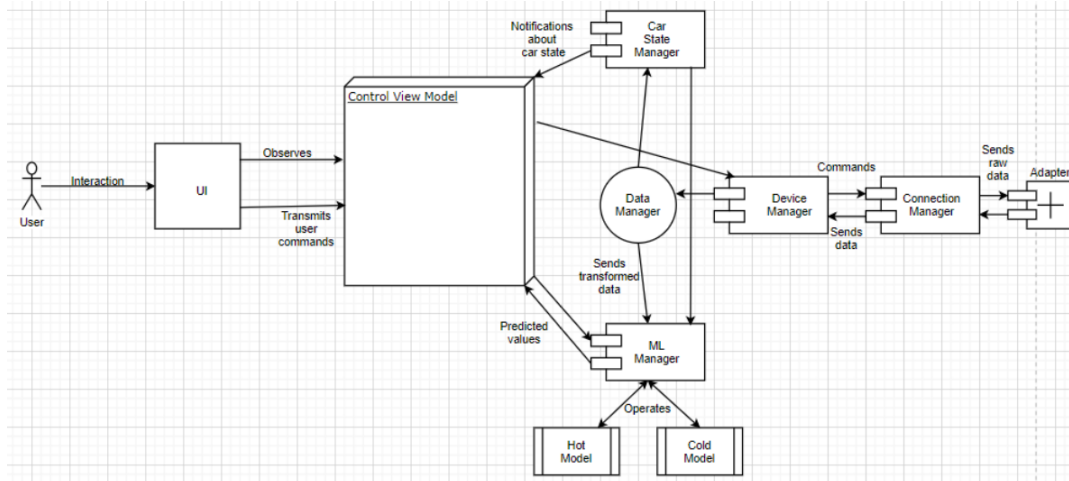 Notifications
about
car state
Car
State
Manager
Control View Model
Observes
Interaction
UI
User
Transmits
user
commands
Data
Manager
Device
Manager
Commands
Sends
data
Connection
Manager
Sends
raw
data
Adapter
Sends
transformed
data
Predicted
values
ML
Manager
Operates
Hot
Model
Cold
Model